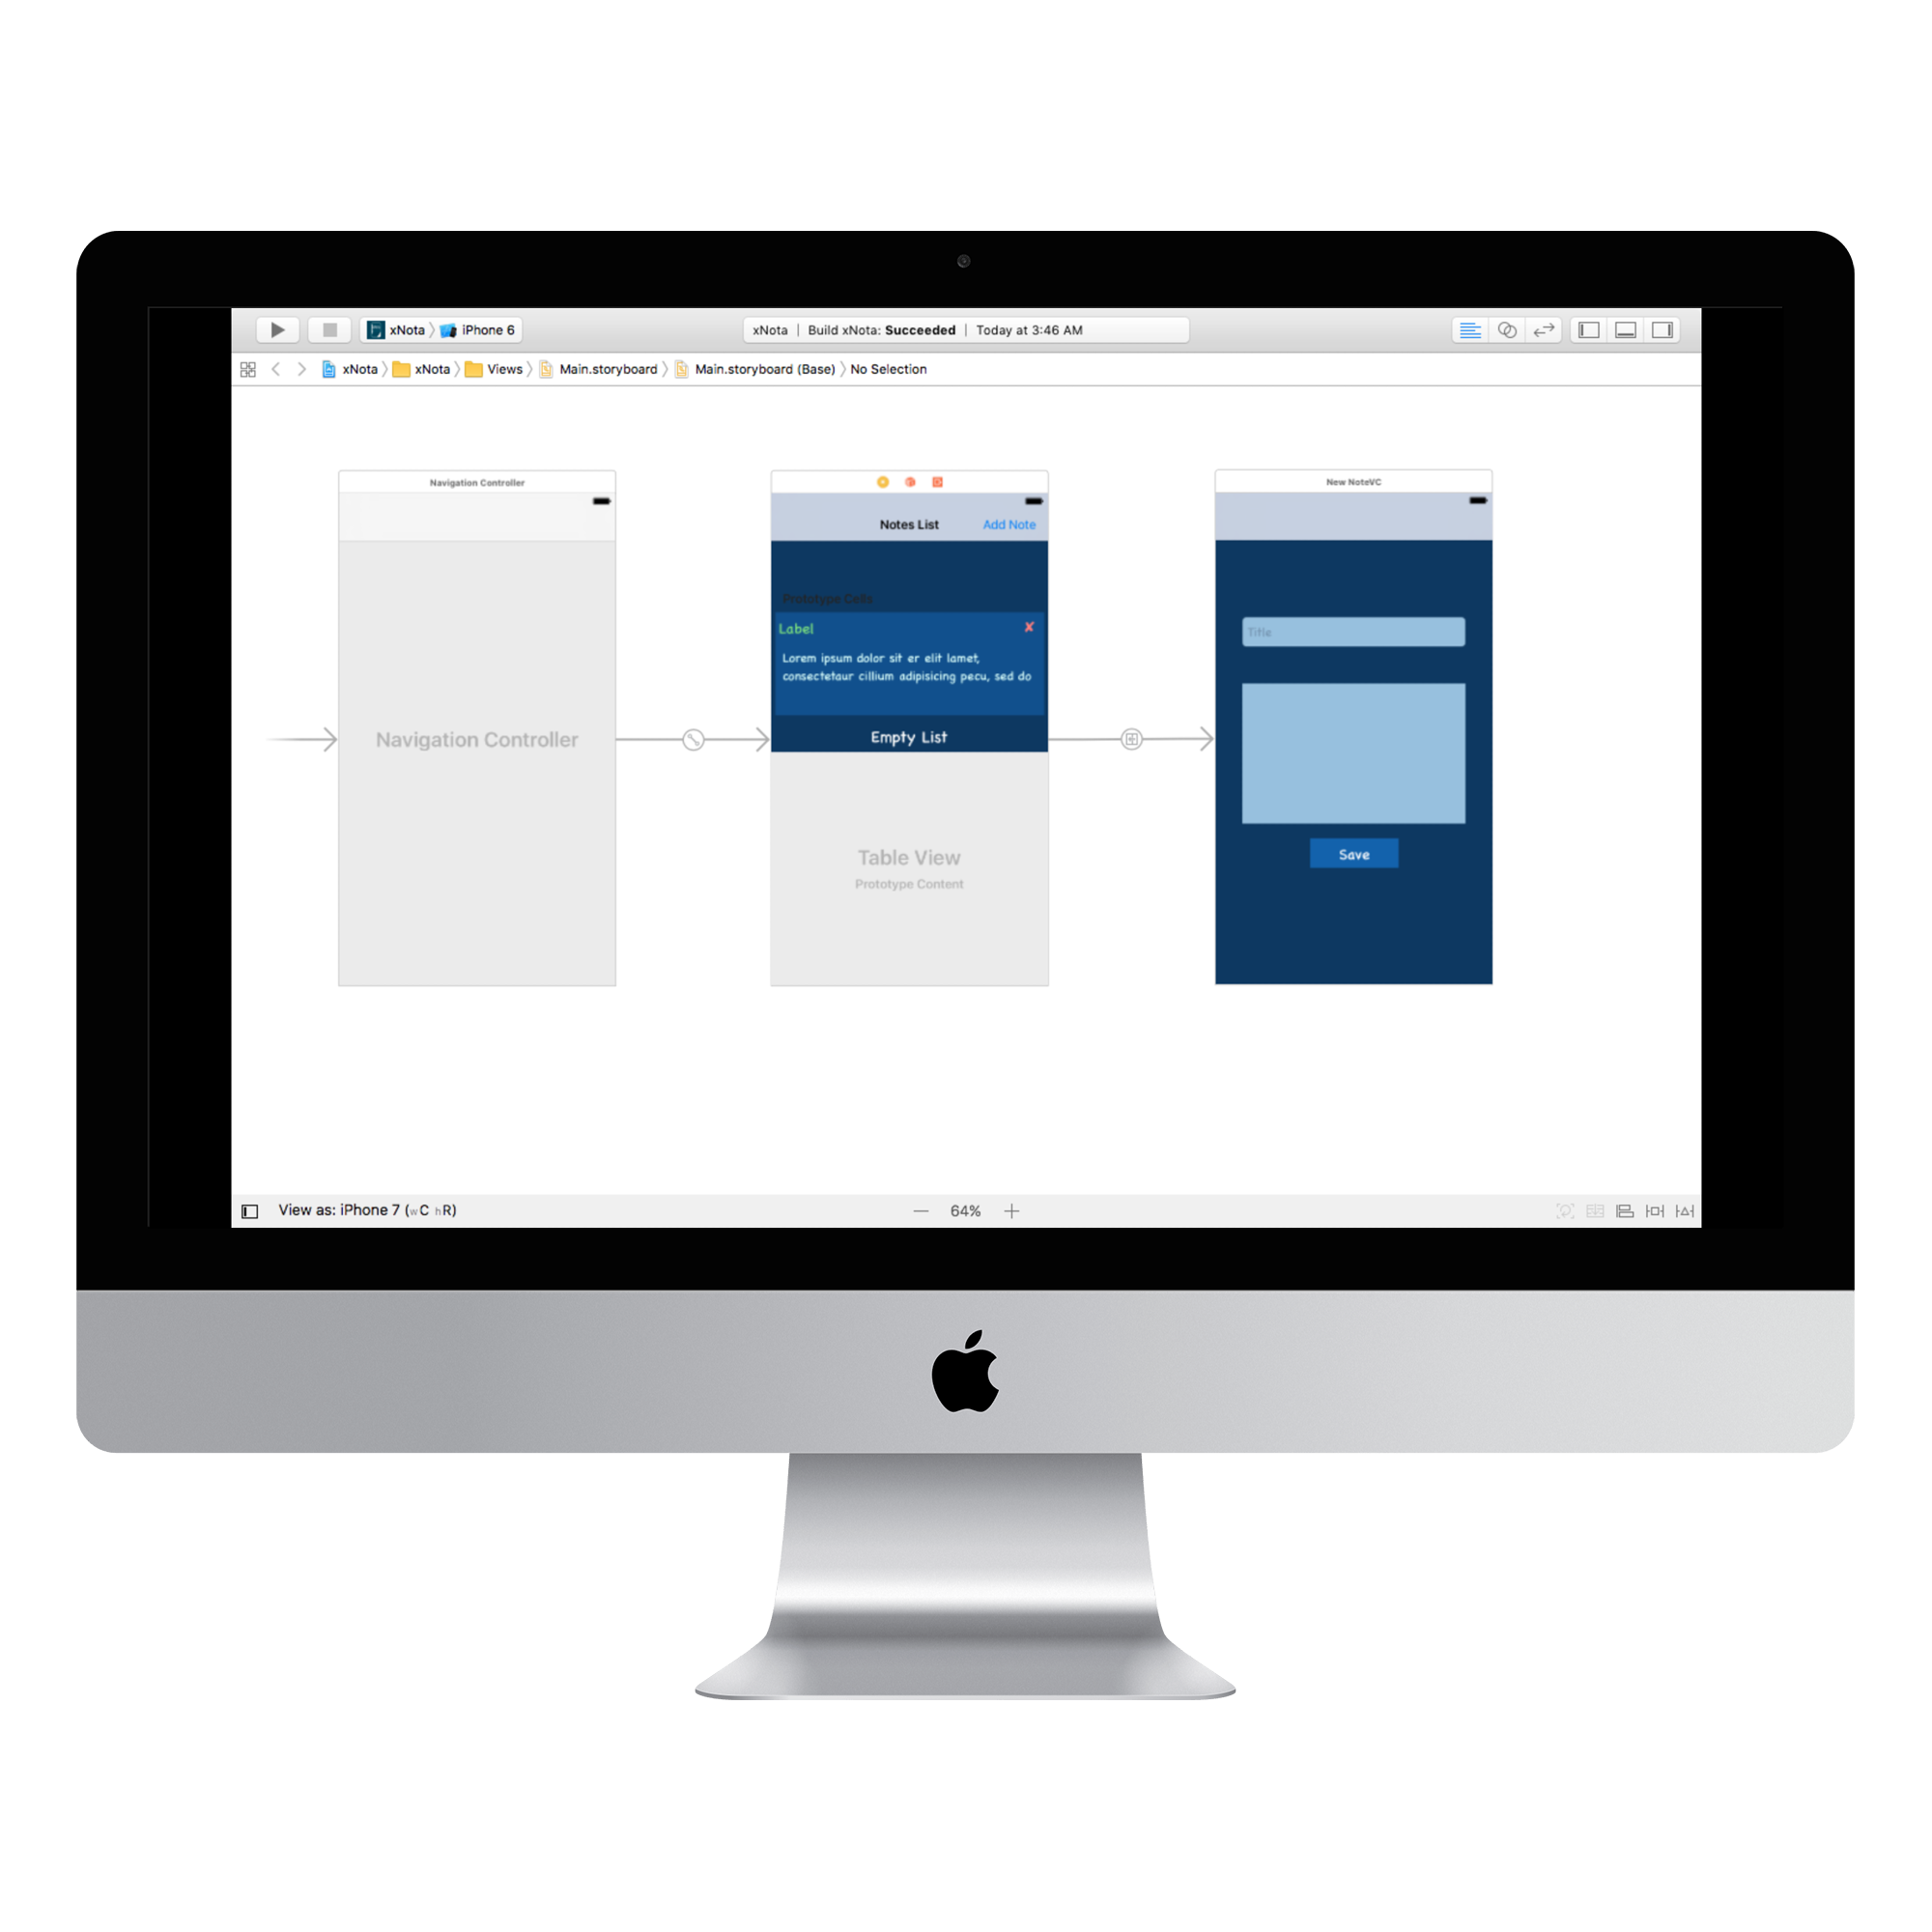 xNota iPhone 6
xNota | Build xNota: Succeeded | Today at 3:46 AM
xNota xNota Views Main.storyboard Main.storyboard (Base) No Selection
Navigation Controller
Navigation Controller
Notes List Add Note
Prototype Cells
Label ✘
Lorem ipsum dolor sit er elit lamet,
consectetaur cillium adipisicing pecu, sed do
Empty List
Table View
Prototype Content
New NoteVC
Title
Save
View as: iPhone 7 (wC hR)
— 64% +